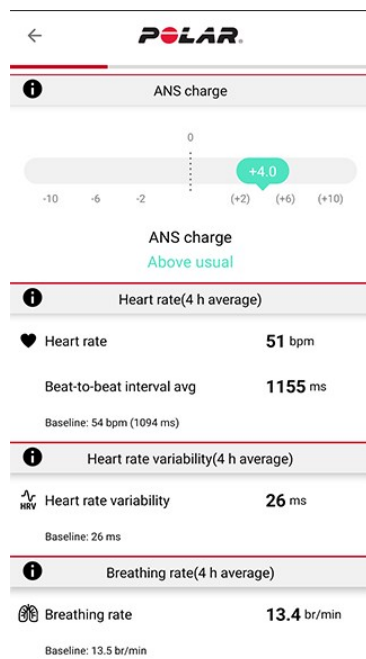 POLAR.
ANS charge
0
+4.0
-10 -6 -2 (+2) (+6) (+10)
ANS charge
Above usual
Heart rate(4 h average)
Heart rate 51 bpm
Beat-to-beat interval avg 1155 ms
Baseline: 54 bpm (1094 ms)
Heart rate variability(4 h average)
HRV Heart rate variability 26 ms
Baseline: 26 ms
Breathing rate(4 h average)
Breathing rate 13.4 br/min
Baseline: 13.5 br/min